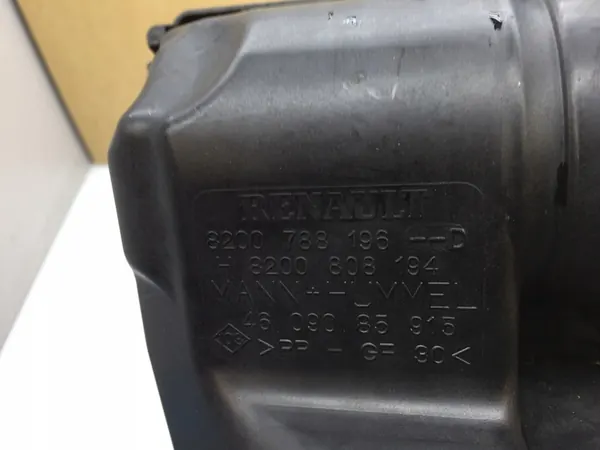 RENAULT
8200 788 196 --D
H 8200 808 194
MANN+HUMMEL
46 090 85 915
>PP - GF 30<